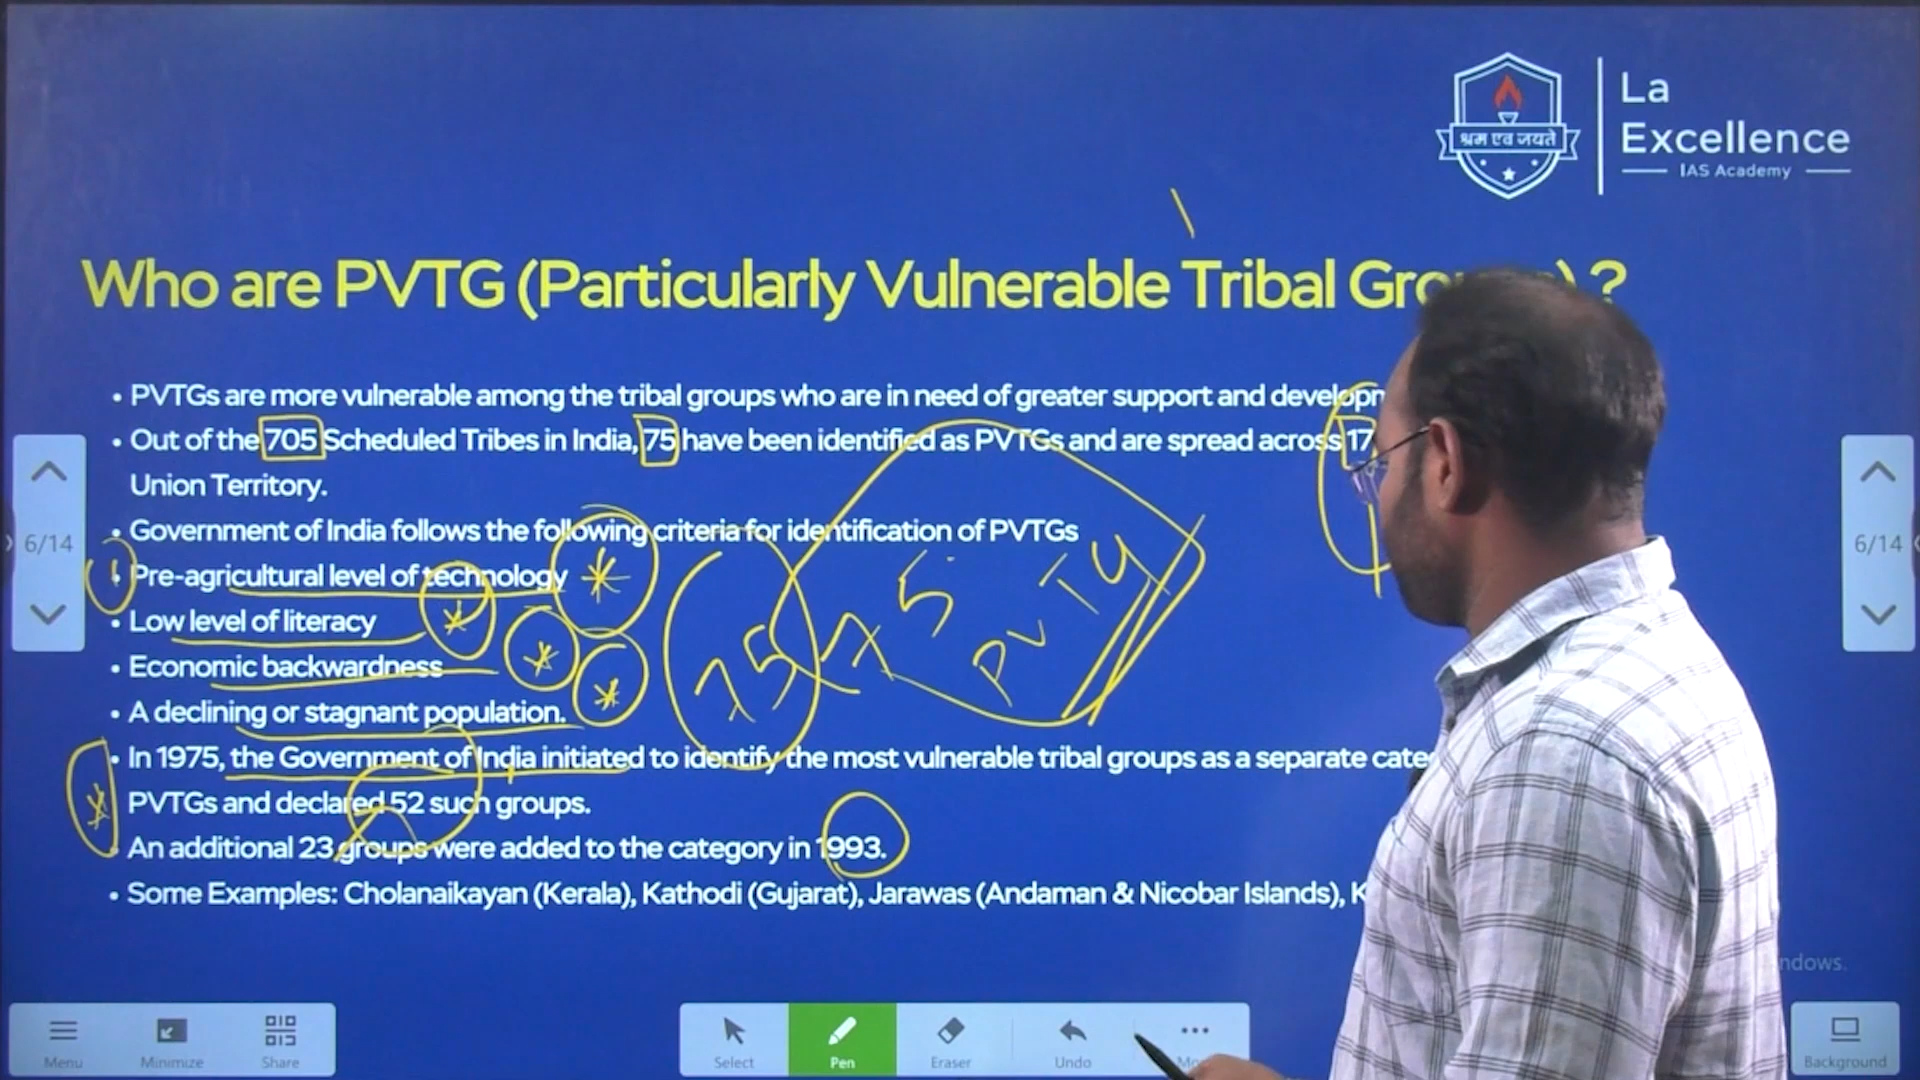 La
Excellence
IAS Academy
श्रम एव जयते
Who are PVTG (Particularly Vulnerable Tribal ) ?
• PVTGs are more vulnerable among the tribal groups who are in need of greater support and
• Out of the 705 Scheduled Tribes in India, 75 have been identified as PVTGs and are spread across 17
Union Territory.
• Government of India follows the following criteria for identification of PVTGs
• Pre-agricultural level of technology
• Low level of literacy
• Economic backwardness
• A declining or stagnant population.
• In 1975, the Government of India initiated to identify the most vulnerable tribal groups as a separate
PVTGs and declared 52 such groups.
• An additional 23 groups were added to the category in 1993.
• Some Examples: Cholanaikayan (Kerala), Kathodi (Gujarat), Jarawas (Andaman & Nicobar Islands),
75
75
PVTG
6/14
6/14
Menu
Minimize
Share
Select
Pen
Eraser
Undo
Background